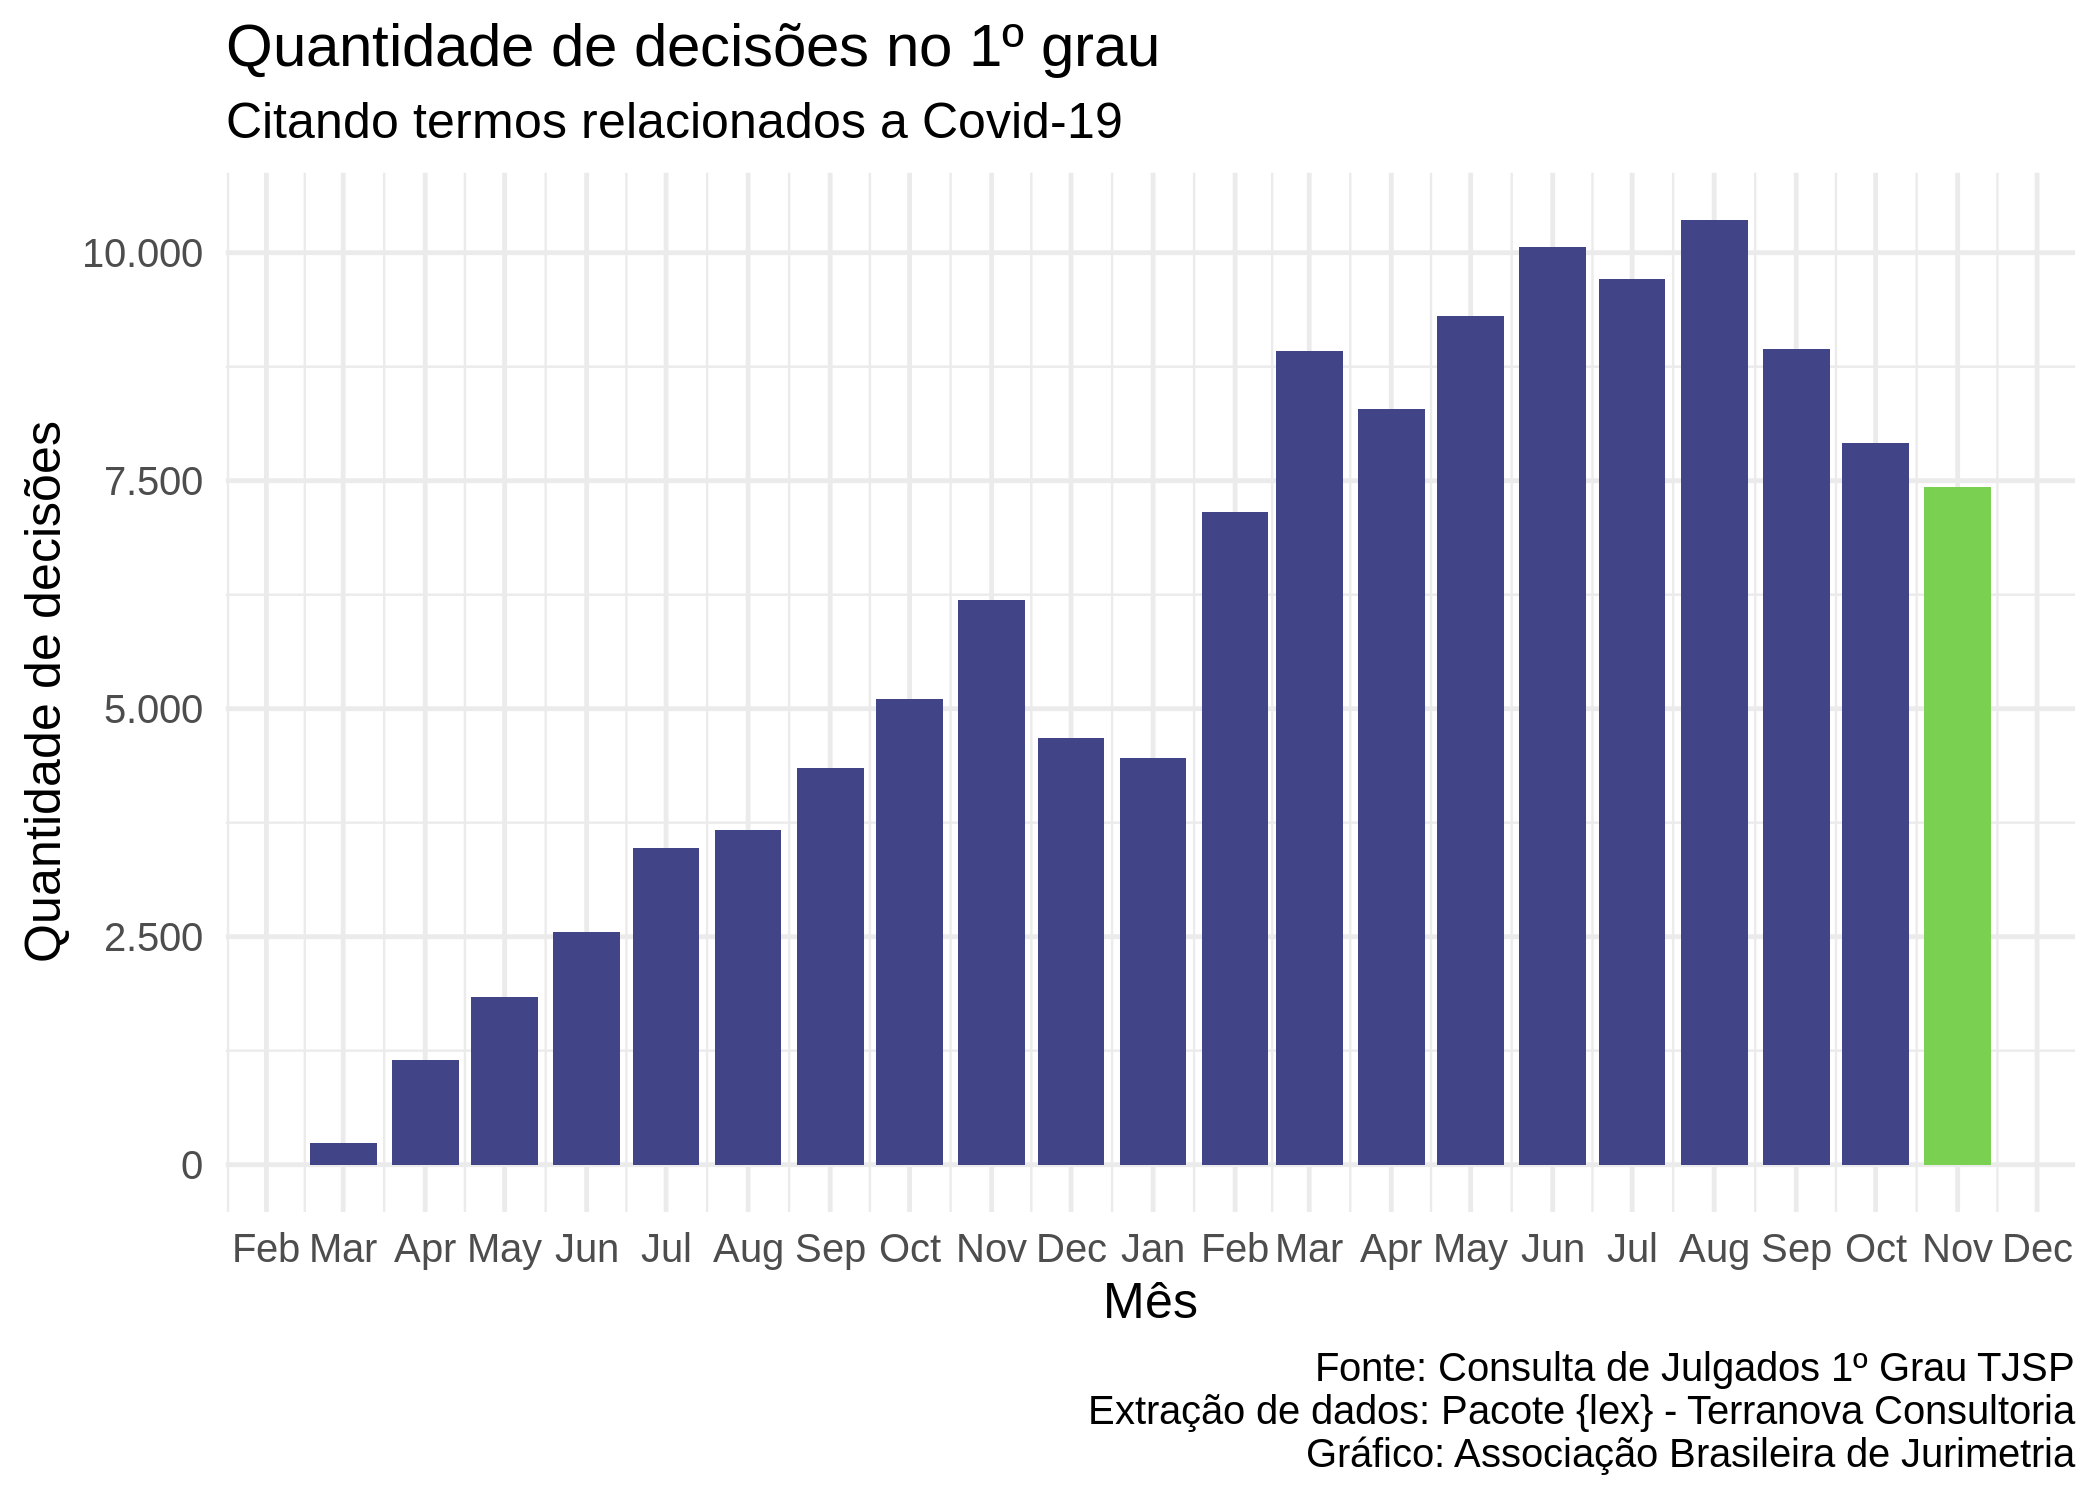 Quantidade de decisões no 1º grau
Citando termos relacionados a Covid-19
Quantidade de decisões
10.000
7.500
5.000
2.500
0
Feb Mar Apr May Jun Jul Aug Sep Oct Nov Dec Jan Feb Mar Apr May Jun Jul Aug Sep Oct Nov Dec
Mês
Fonte: Consulta de Julgados 1º Grau TJSP
Extração de dados: Pacote {lex} - Terranova Consultoria
Gráfico: Associação Brasileira de Jurimetria